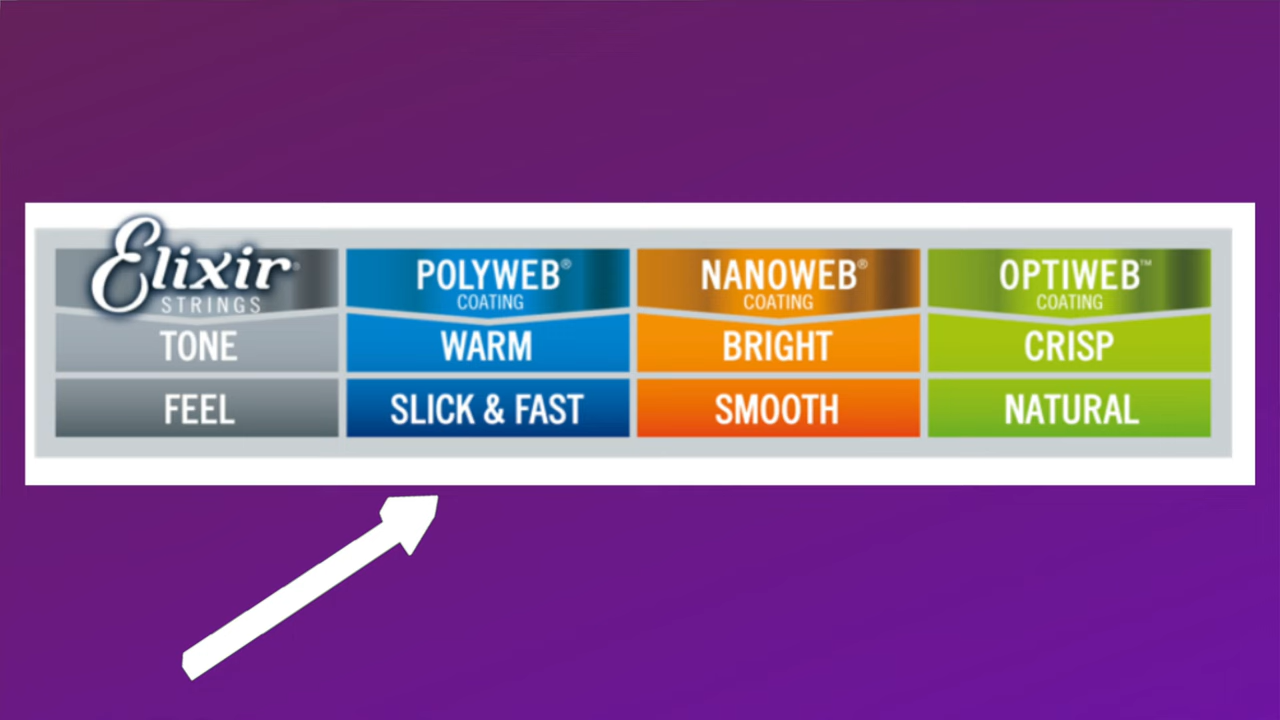 Elixir®
STRINGS
POLYWEB®
COATING
NANOWEB®
COATING
OPTIWEB™
COATING
TONE
WARM
BRIGHT
CRISP
FEEL
SLICK & FAST
SMOOTH
NATURAL